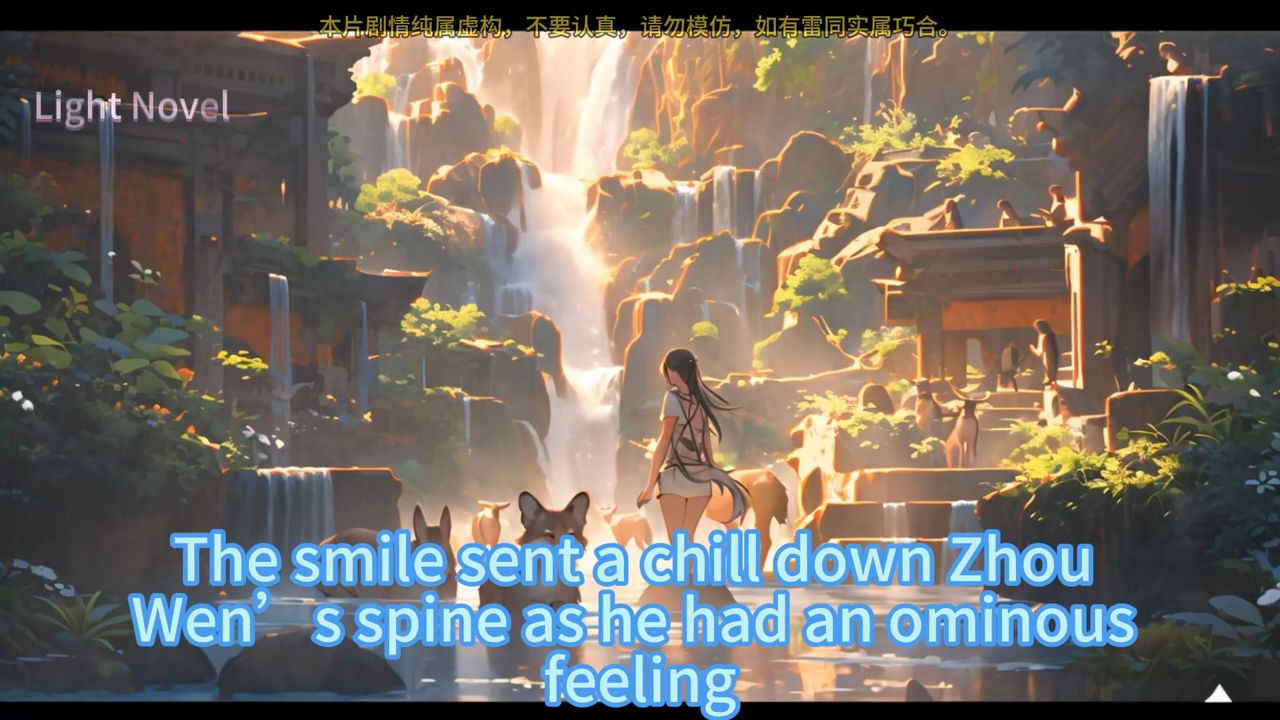 本片剧情纯属虚构，不要认真，请勿模仿，如有雷同实属巧合。
Light Novel
The smile sent a chill down Zhou
Wen’s spine as he had an ominous
feeling